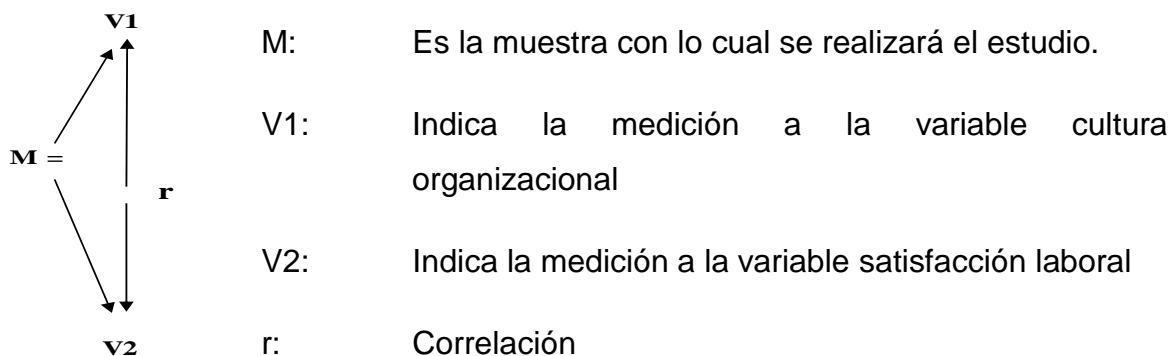 V1
M =
r
V2
M: Es la muestra con lo cual se realizará el estudio.
V1: Indica la medición a la variable cultura
organizacional
V2: Indica la medición a la variable satisfacción laboral
r: Correlación